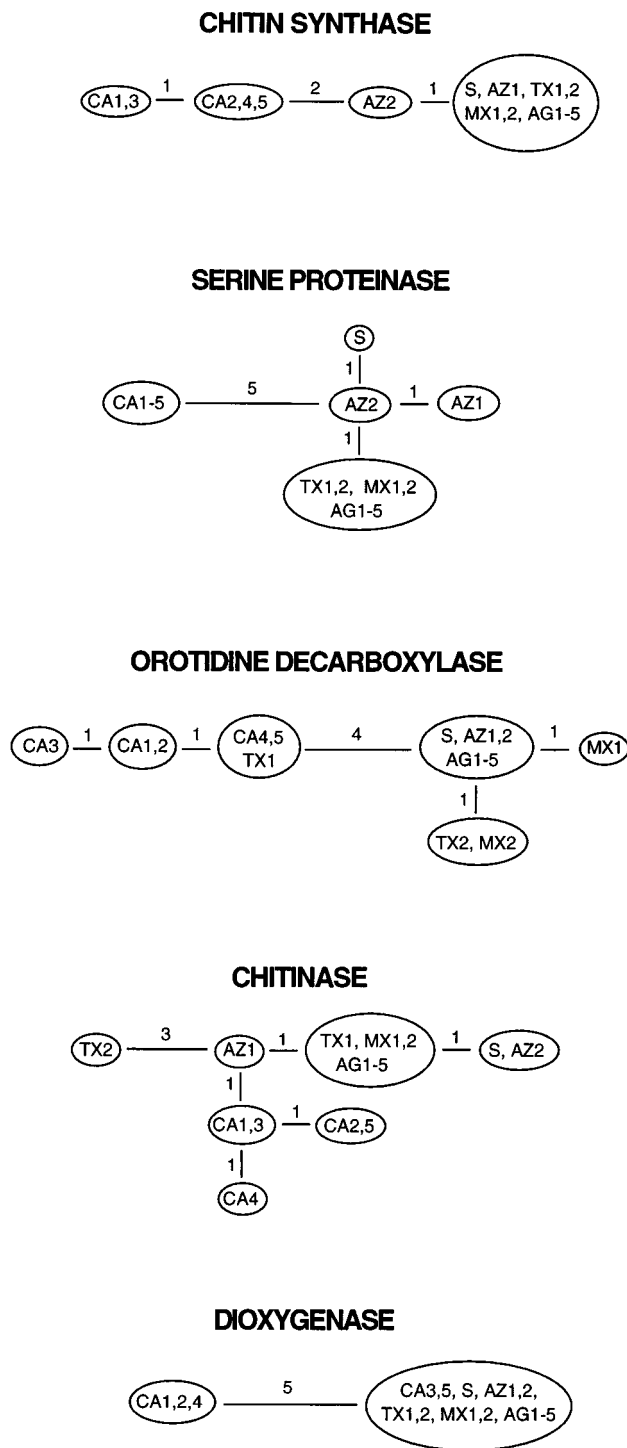 CHITIN SYNTHASE
CA1,3 1 CA2,4,5 2 AZ2 1 S, AZ1, TX1,2
MX1,2, AG1-5
SERINE PROTEINASE
S
1
CA1-5 5 AZ2 1 AZ1
1
TX1,2, MX1,2
AG1-5
OROTIDINE DECARBOXYLASE
CA3 1 CA1,2 1 CA4,5
TX1 4 S, AZ1,2
AG1-5 1 MX1
1
TX2, MX2
CHITINASE
TX2 3 AZ1 1 TX1, MX1,2
AG1-5 1 S, AZ2
1
CA1,3 1 CA2,5
1
CA4
DIOXYGENASE
CA1,2,4 5 CA3,5, S, AZ1,2,
TX1,2, MX1,2, AG1-5